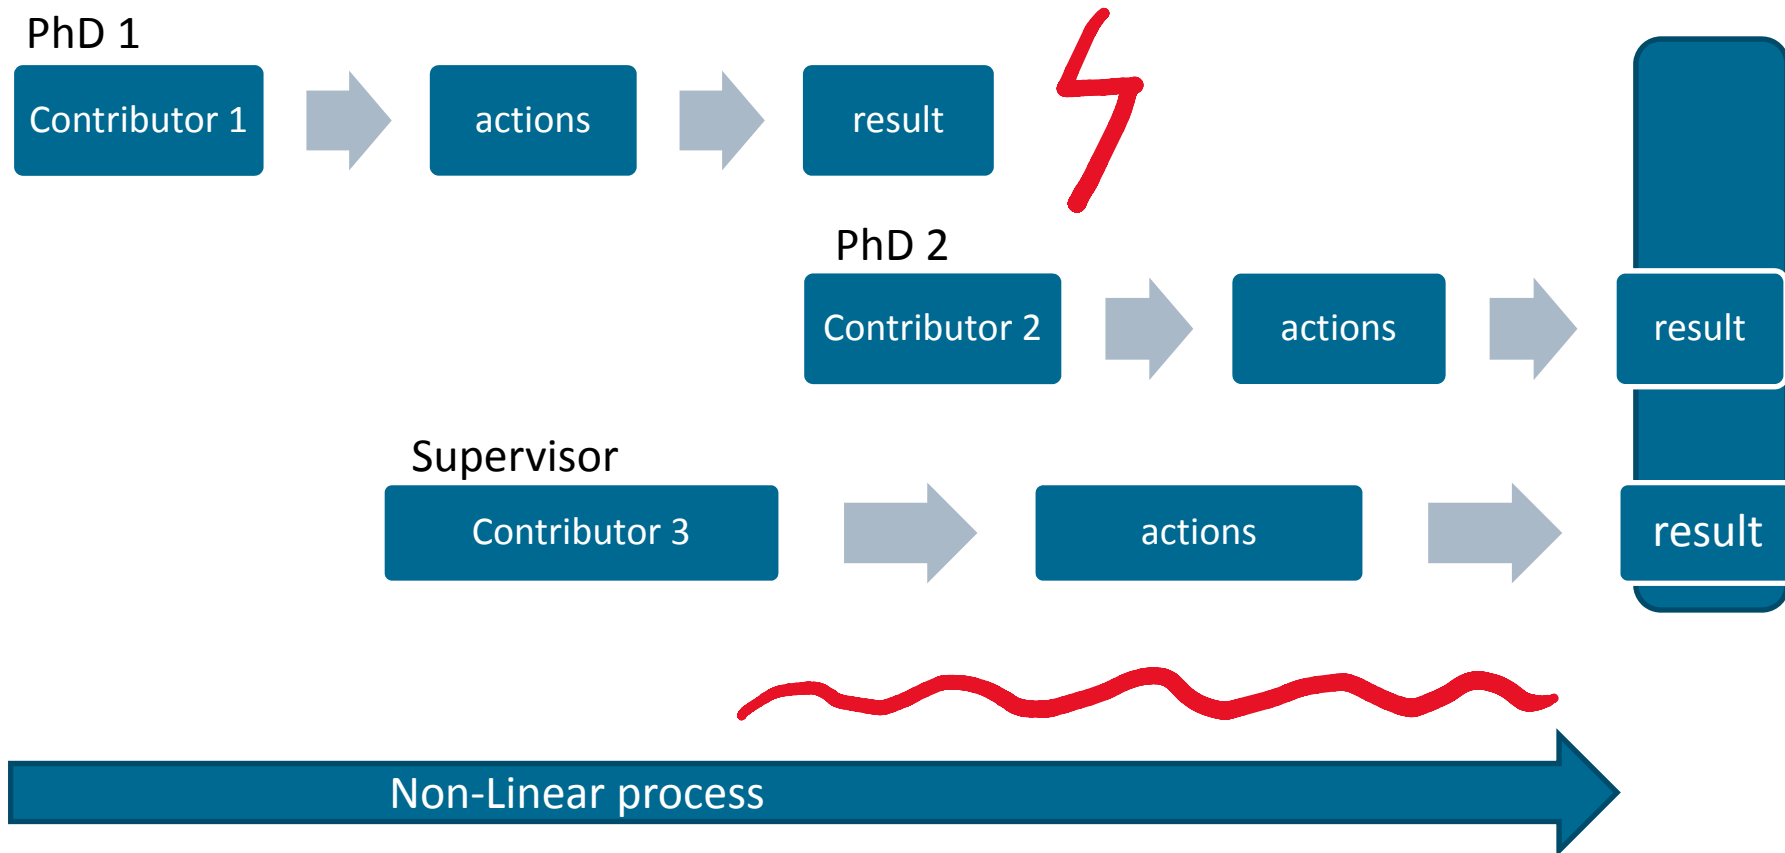 PhD 1
Contributor 1 actions result
PhD 2
Contributor 2 actions result
Supervisor
Contributor 3 actions result
Non-Linear process